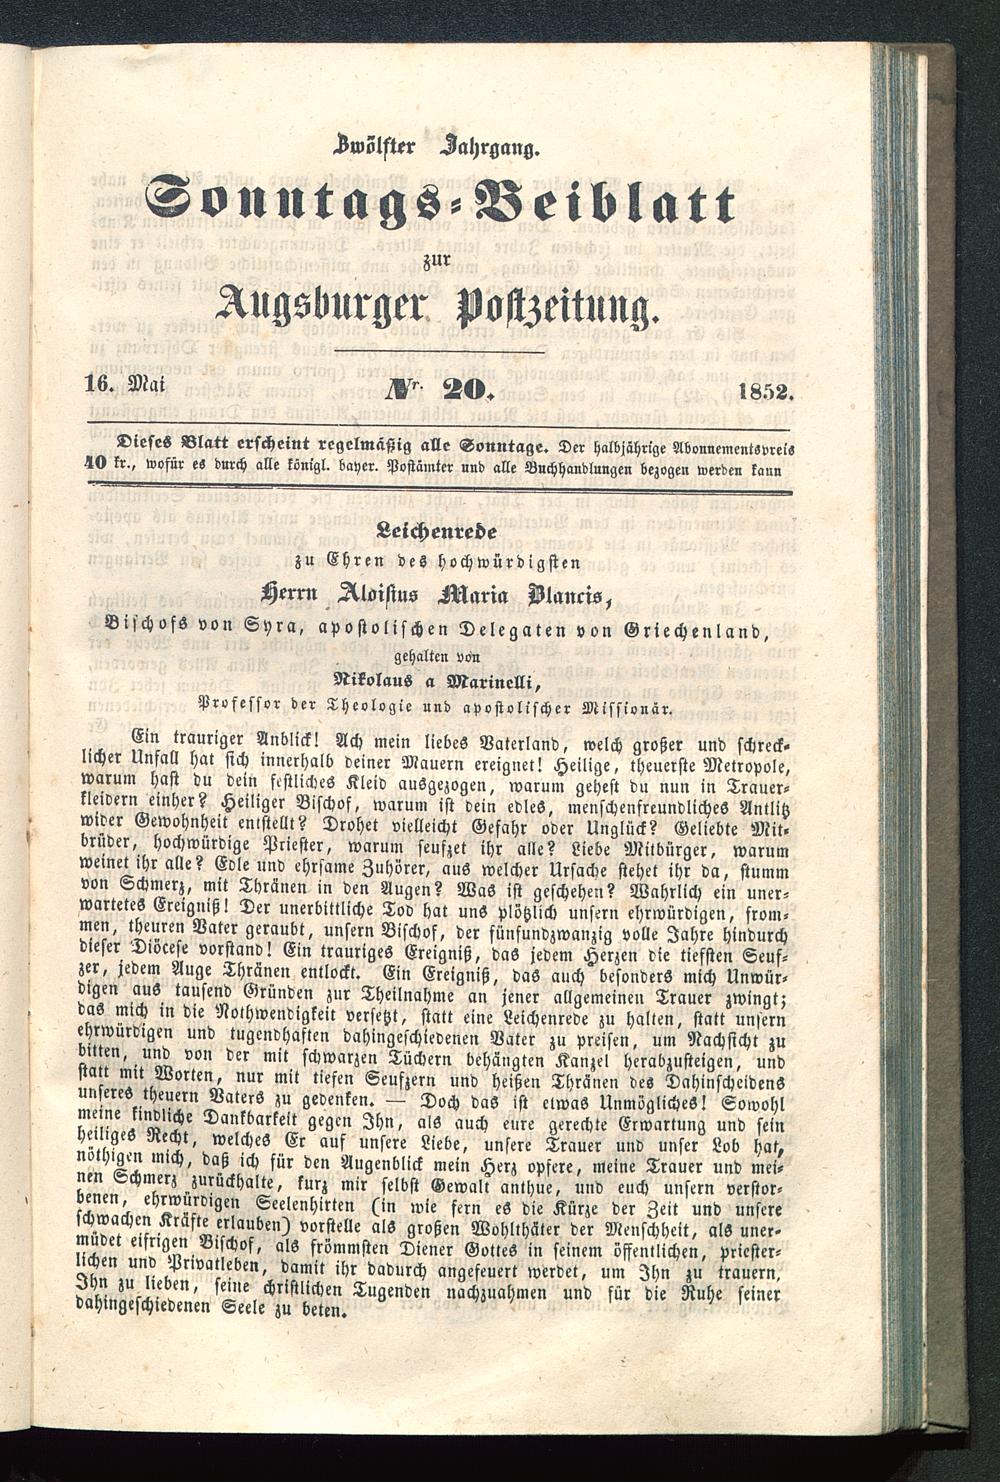 Zwölfter Jahrgang.
Sonntags-Beiblatt
zur
Augsburger Postzeitung.
16. Mai Nr. 20. 1852.
Dieses Blatt erscheint regelmäßig alle Sonntage. Der halbjährige Abonnementspreis
40 kr., wofür es durch alle königl. bayer. Postämter und alle Buchhandlungen bezogen werden kann
Leichenrede
zu Ehren des hochwürdigsten
Herrn Aloisius Maria Blancis,
Bischofs von Syra, apostolischen Delegaten von Griechenland,
gehalten von
Nikolaus a Marinelli,
Professor der Theologie und apostolischer Missionär.
Ein trauriger Anblick! Ach mein liebes Vaterland, welch großer und schreck-
licher Unfall hat sich innerhalb deiner Mauern ereignet! Heilige, theuerste Metropole,
warum hast du dein festliches Kleid ausgezogen, warum gehest du nun in Trauer-
kleidern einher? Heiliger Bischof, warum ist dein edles, menschenfreundliches Antlitz
wider Gewohnheit entstellt? Drohet vielleicht Gefahr oder Unglück? Geliebte Mit-
brüder, hochwürdige Priester, warum seufzet ihr alle? Liebe Mitbürger, warum
weinet ihr alle? Edle und ehrsame Zuhörer, aus welcher Ursache stehet ihr da, stumm
von Schmerz, mit Thränen in den Augen? Was ist geschehen? Wahrlich ein uner-
wartetes Ereigniß! Der unerbittliche Tod hat uns plötzlich unsern ehrwürdigen, from-
men, theuren Vater geraubt, unsern Bischof, der fünfundzwanzig volle Jahre hindurch
dieser Diöcese vorstand! Ein trauriges Ereigniß, das jedem Herzen die tiefsten Seuf-
zer, jedem Auge Thränen entlockt. Ein Ereigniß, das auch besonders mich Unwür-
digen aus tausend Gründen zur Theilnahme an jener allgemeinen Trauer zwingt;
das mich in die Nothwendigkeit versetzt, statt eine Leichenrede zu halten, statt unsern
ehrwürdigen und tugendhaften dahingeschiedenen Vater zu preisen, um Nachsicht zu
bitten, und von der mit schwarzen Tüchern behängten Kanzel herabzusteigen, und
statt mit Worten, nur mit tiefen Seufzern und heißen Thränen des Dahinscheidens
unseres theuern Vaters zu gedenken. — Doch das ist etwas Unmögliches! Sowohl
meine kindliche Dankbarkeit gegen Ihn, als auch eure gerechte Erwartung und sein
heiliges Recht, welches Er auf unsere Liebe, unsere Trauer und unser Lob hat,
nöthigen mich, daß ich für den Augenblick mein Herz opfere, meine Trauer und mei-
nen Schmerz zurückhalte, kurz mir selbst Gewalt anthue, und euch unsern verstor-
benen, ehrwürdigen Seelenhirten (in wie fern es die Kürze der Zeit und unsere
schwachen Kräfte erlauben) vorstelle als großen Wohlthäter der Menschheit, als uner-
müdet eifrigen Bischof, als frömmsten Diener Gottes in seinem öffentlichen, priester-
lichen und Privatleben, damit ihr dadurch angefeuert werdet, um Ihn zu trauern,
Ihn zu lieben, seine christlichen Tugenden nachzuahmen und für die Ruhe seiner
dahingeschiedenen Seele zu beten.